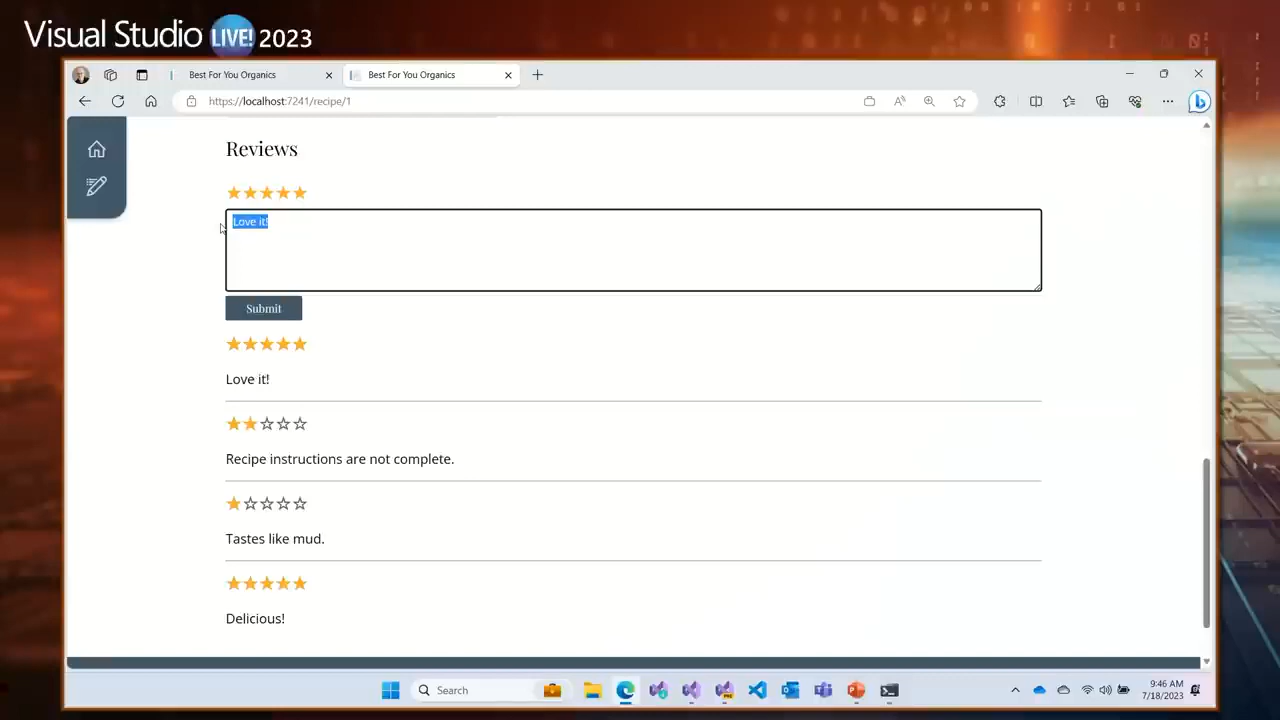 Visual Studio LIVE! 2023
Best For You Organics
Best For You Organics
https://localhost:7241/recipe/1
Reviews
Love it!
Submit
Love it!
Recipe instructions are not complete.
Tastes like mud.
Delicious!
Search
9:46 AM
7/18/2023